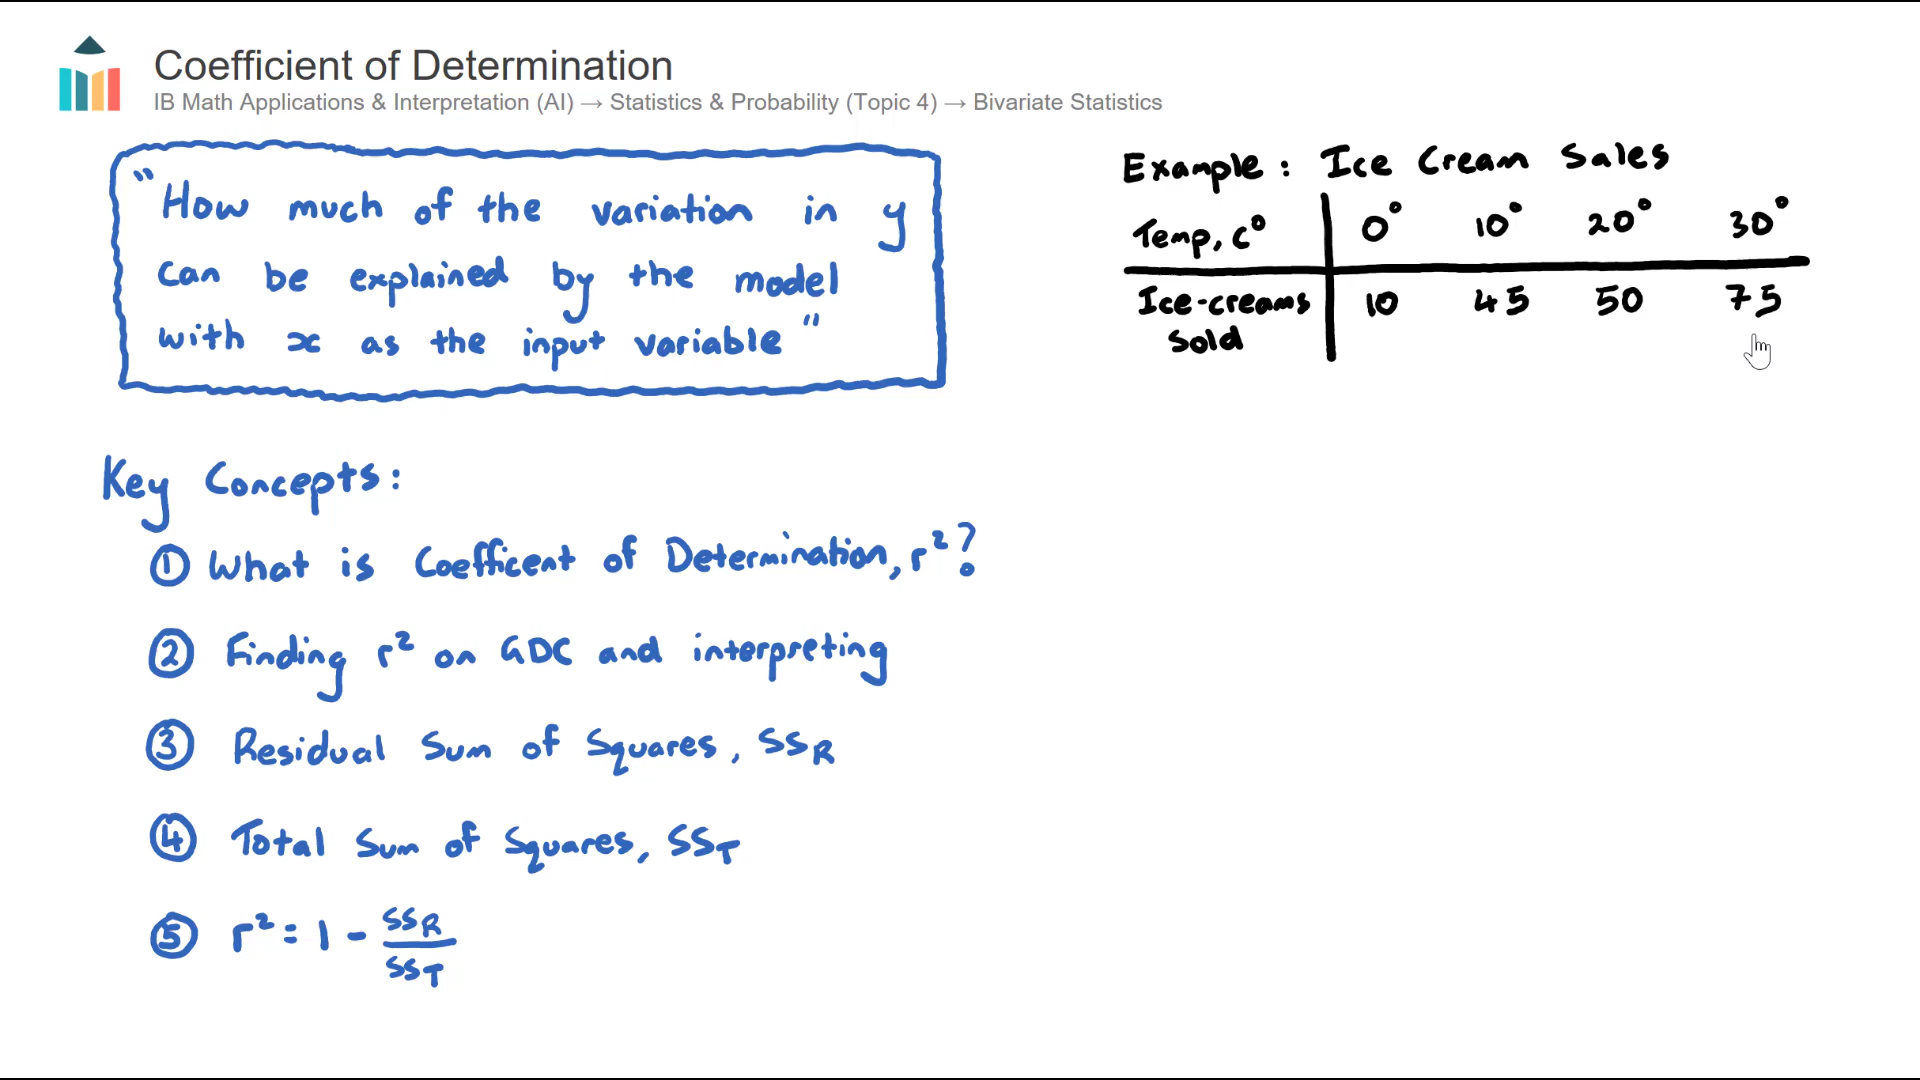 Coefficient of Determination
IB Math Applications & Interpretation (AI) → Statistics & Probability (Topic 4) → Bivariate Statistics
"How much of the variation in y
can be explained by the model
with x as the input variable"
Key Concepts:
① What is Coefficent of Determination, r²?
② Finding r² on GDC and interpreting
③ Residual Sum of Squares, SS_R
④ Total Sum of Squares, SS_T
⑤ r² = 1 - SS_R / SS_T
Example: Ice Cream Sales
Temp, C° 0° 10° 20° 30°
Ice-creams 10 45 50 75
Sold